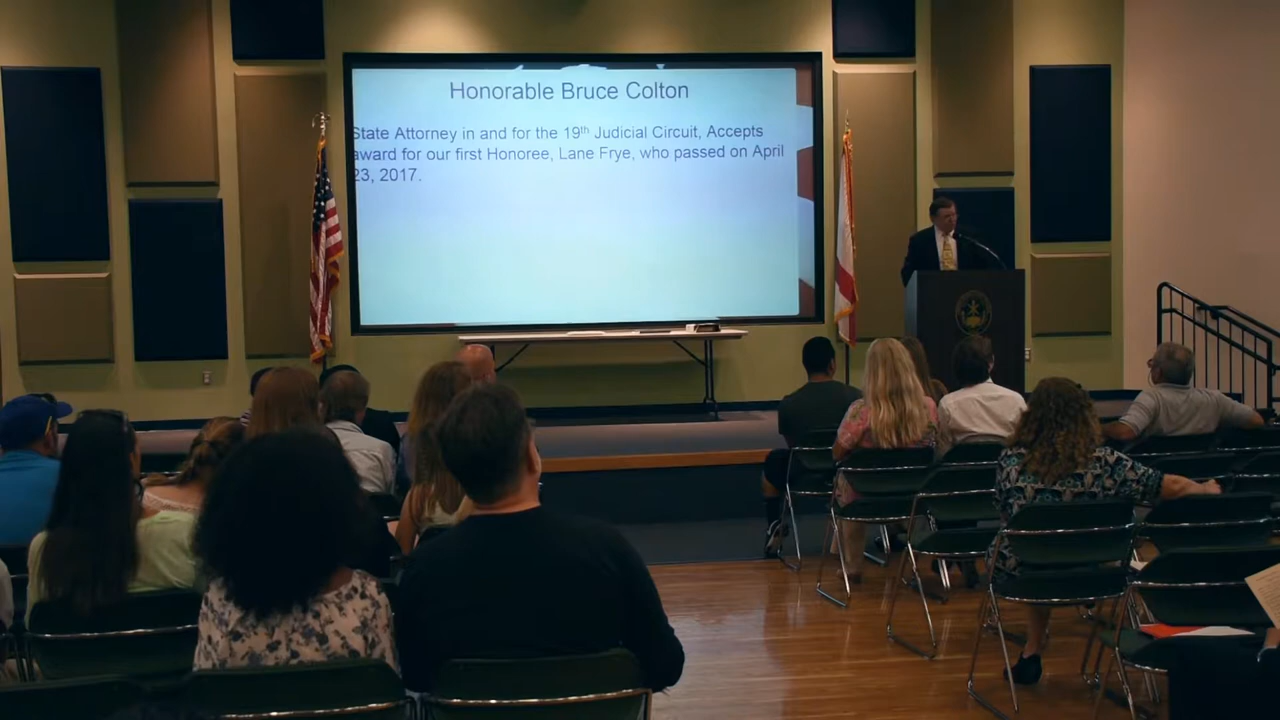 Honorable Bruce Colton
State Attorney in and for the 19th Judicial Circuit, Accepts
award for our first Honoree, Lane Frye, who passed on April
23, 2017.